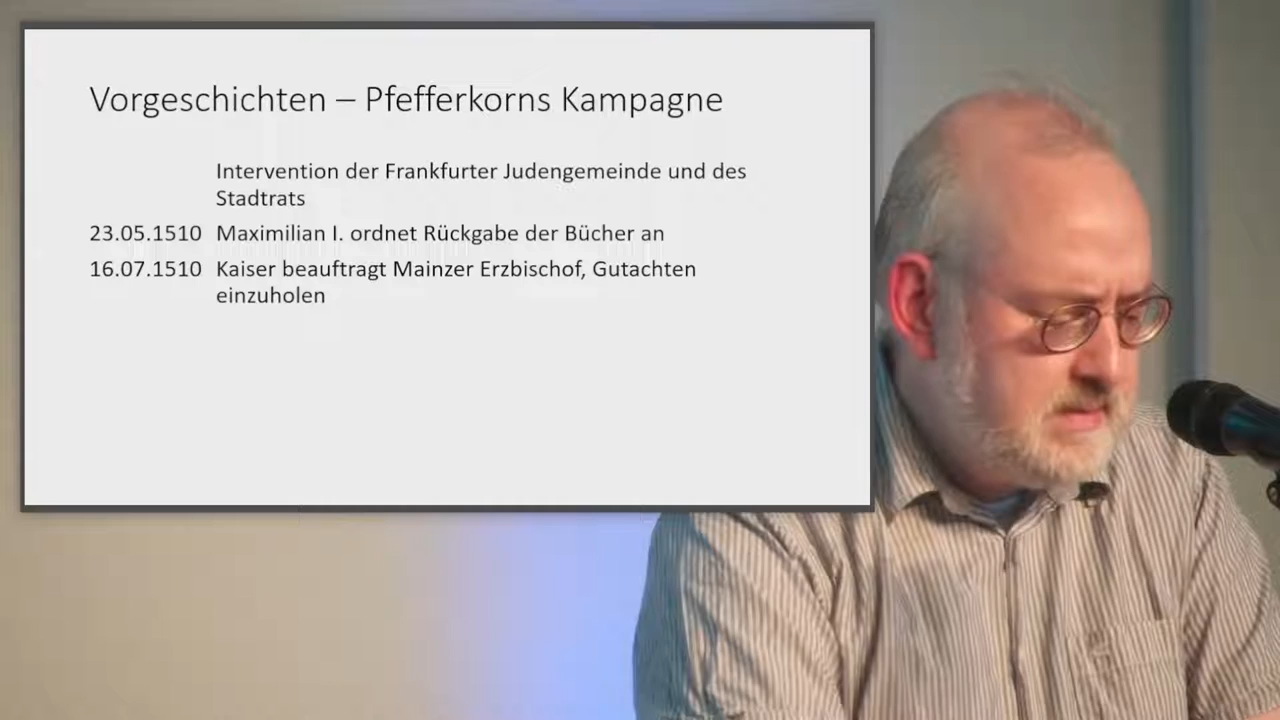 Vorgeschichten – Pfefferkorns Kampagne
Intervention der Frankfurter Judengemeinde und des
Stadtrats
23.05.1510 Maximilian I. ordnet Rückgabe der Bücher an
16.07.1510 Kaiser beauftragt Mainzer Erzbischof, Gutachten
einzuholen